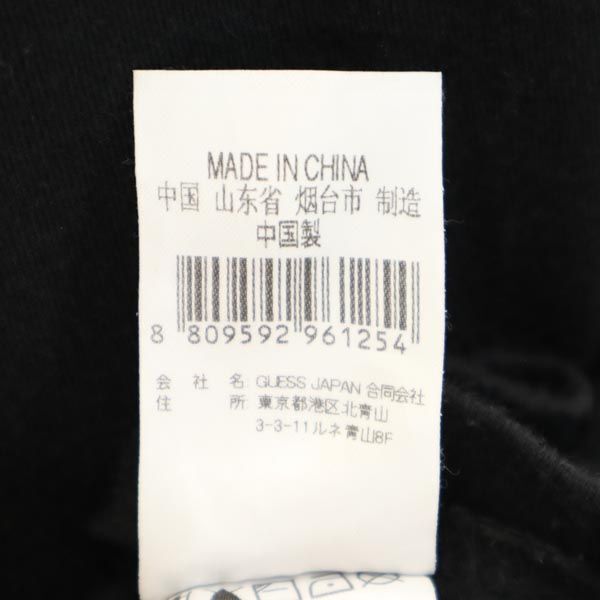 MADE IN CHINA
中国 山东省 烟台市 制造
中国製
8 809592 961254
会 社 名: GUESS JAPAN 合同会社
住 所: 東京都港区北青山
3-3-11ルネ青山8F